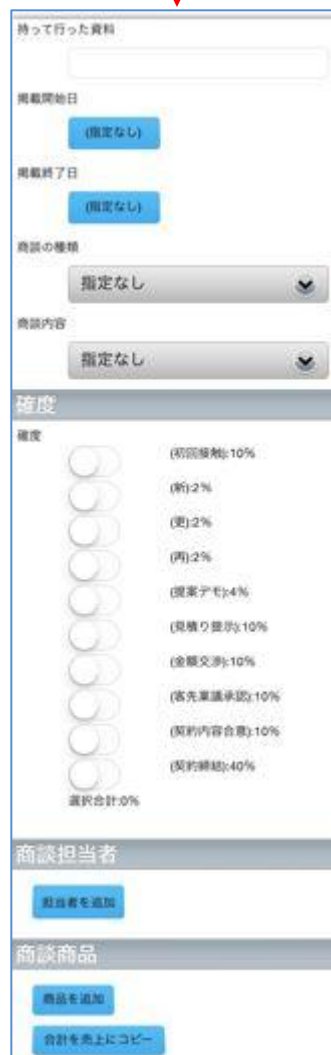 持って行った資料
掲載開始日
(指定なし)
掲載終了日
(指定なし)
商談の種類
指定なし
商談内容
指定なし
確度
確度
(初回接触):10%
(新):2%
(更):2%
(再):2%
(提案デモ):4%
(見積り提示):10%
(金額交渉):10%
(客先稟議承認):10%
(契約内容合意):10%
(契約締結):40%
選択合計:0%
商談担当者
担当者を追加
商談商品
商品を追加
合計を売上にコピー